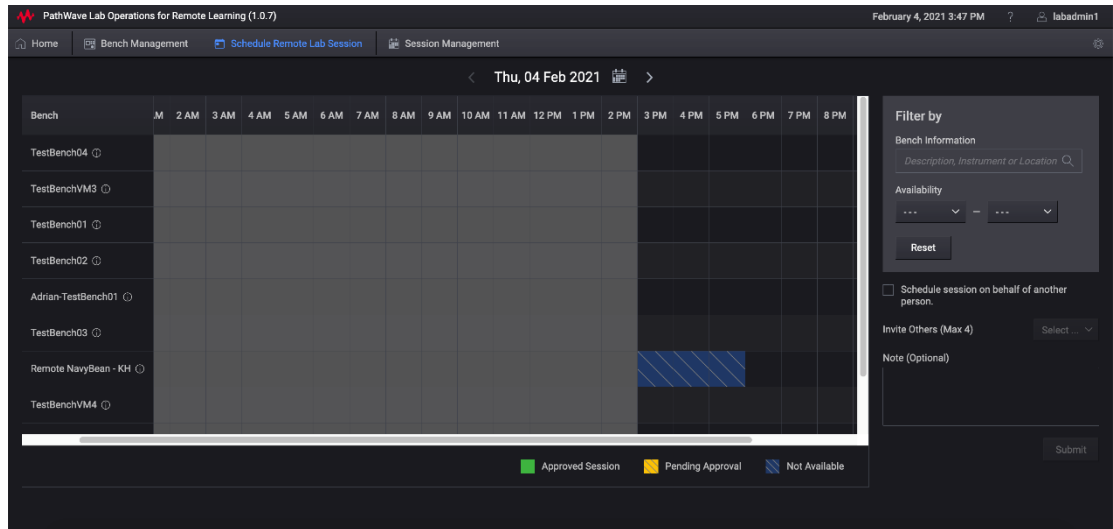 PathWave Lab Operations for Remote Learning (1.0.7)
February 4, 2021 3:47 PM ? labadmin1
Home Bench Management Schedule Remote Lab Session Session Management
Thu, 04 Feb 2021
Bench M 2 AM 3 AM 4 AM 5 AM 6 AM 7 AM 8 AM 9 AM 10 AM 11 AM 12 PM 1 PM 2 PM 3 PM 4 PM 5 PM 6 PM 7 PM 8 PM
TestBench04
TestBenchVM3
TestBench01
TestBench02
Adrian-TestBench01
TestBench03
Remote NavyBean - KH
TestBenchVM4
Approved Session Pending Approval Not Available
Filter by
Bench Information
Description, Instrument or Location
Availability
--- – ---
Reset
Schedule session on behalf of another
person.
Invite Others (Max 4) Select ...
Note (Optional)
Submit